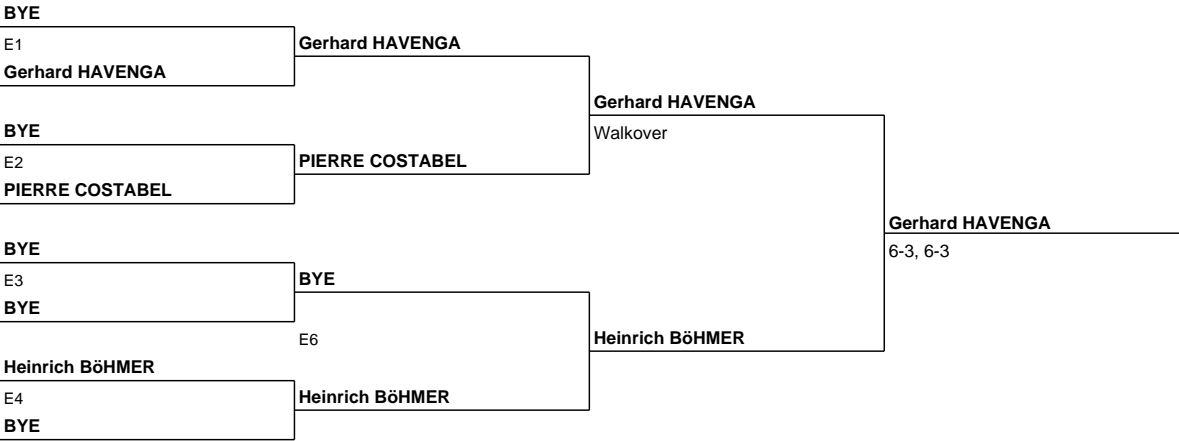 BYE
E1
Gerhard HAVENGA
Gerhard HAVENGA
Gerhard HAVENGA
Walkover
BYE
E2
PIERRE COSTABEL
PIERRE COSTABEL
Gerhard HAVENGA
6-3, 6-3
BYE
E3
BYE
BYE
E6
Heinrich BöHMER
Heinrich BöHMER
E4
BYE
Heinrich BöHMER